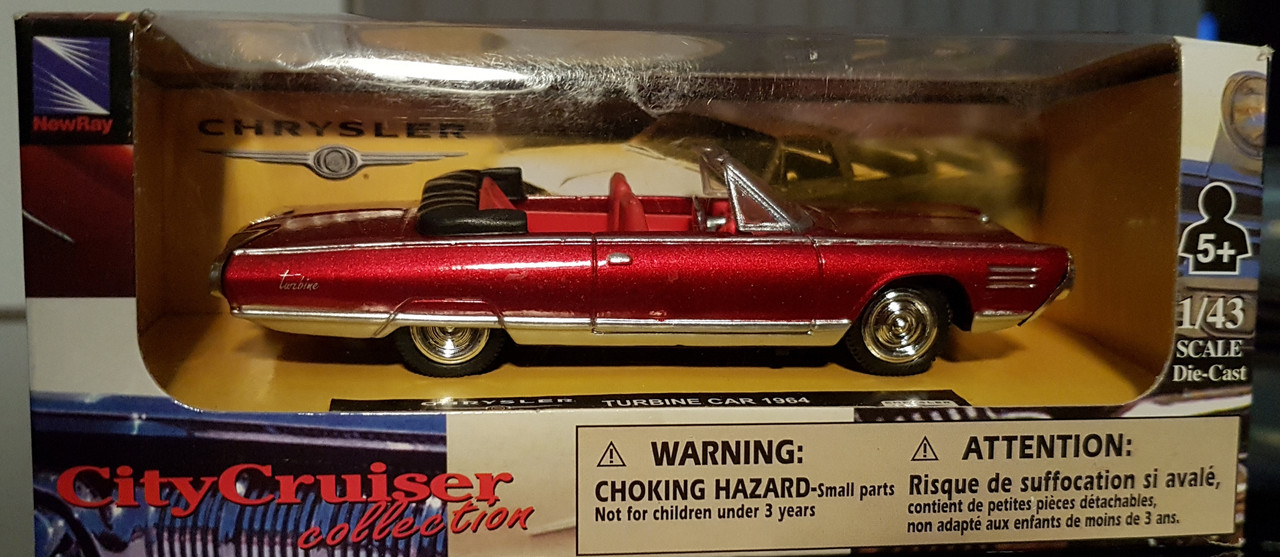 NewRay
CHRYSLER
turbine
5+
1/43
SCALE
Die-Cast
CHRYSLER TURBINE CAR 1964 CHRYSLER
CityCruiser
collection
WARNING:
CHOKING HAZARD-Small parts
Not for children under 3 years
ATTENTION:
Risque de suffocation si avalé,
contient de petites pièces détachables,
non adapté aux enfants de moins de 3 ans.